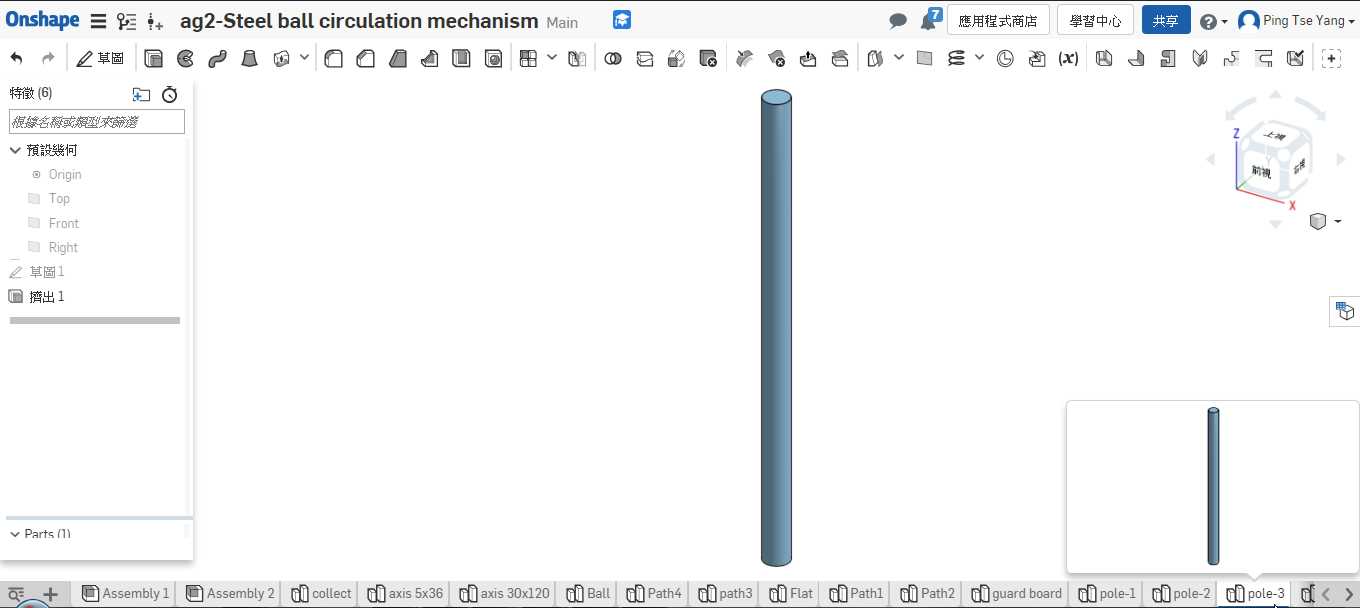 Onshape ag2-Steel ball circulation mechanism Main 7 應用程式商店 學習中心 共享 Ping Tse Yang
草圖 (x)
特徵 (6)
根據名稱或類型來篩選
預設幾何
Origin
Top
Front
Right
草圖 1
擠出 1
Parts (1)
上視
前視
右視
Z
Y
X
Assembly 1 Assembly 2 collect axis 5x36 axis 30x120 Ball Path4 path3 Flat Path1 Path2 guard board pole-1 pole-2 pole-3